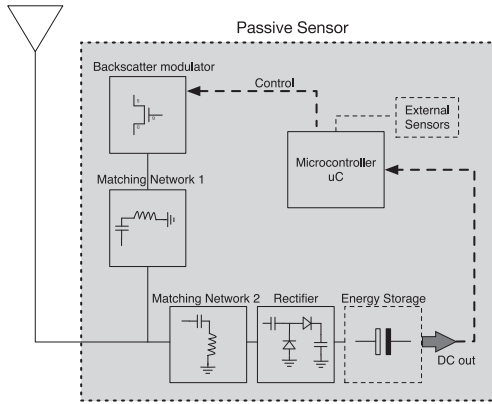 Passive Sensor
Backscatter modulator
Control
External
Sensors
Microcontroller
uC
Matching Network 1
Matching Network 2
Rectifier
Energy Storage
DC out